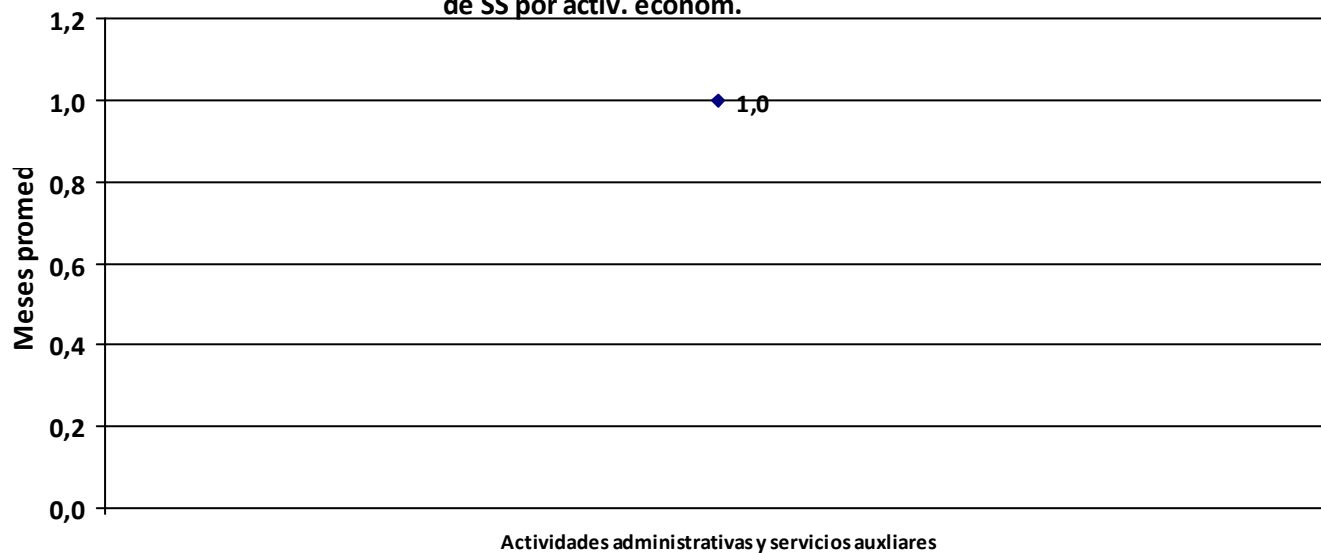 de SS por activ. económ.
1,2
1,0
1,0
0,8
0,6
0,4
0,2
0,0
Meses promed
Actividades administrativas y servicios auxliares